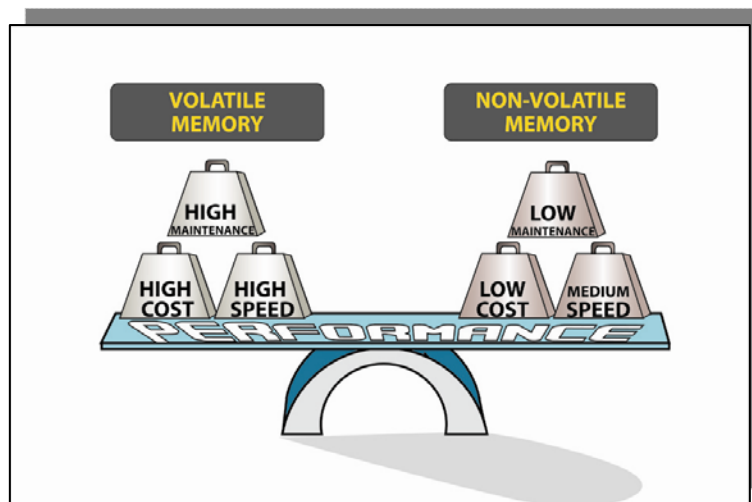 VOLATILE
MEMORY
NON-VOLATILE
MEMORY
HIGH
MAINTENANCE
HIGH
COST
HIGH
SPEED
LOW
MAINTENANCE
LOW
COST
MEDIUM
SPEED
PERFORMANCE